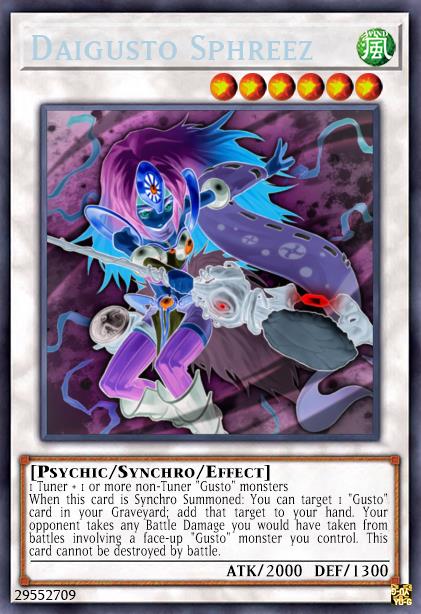 Daigusto Sphreez
WIND
風
[Psychic/Synchro/Effect]
1 Tuner + 1 or more non-Tuner "Gusto" monsters
When this card is Synchro Summoned: You can target 1 "Gusto"
card in your Graveyard; add that target to your hand. Your
opponent takes any Battle Damage you would have taken from
battles involving a face-up "Gusto" monster you control. This
card cannot be destroyed by battle.
ATK/2000 DEF/1300
29552709